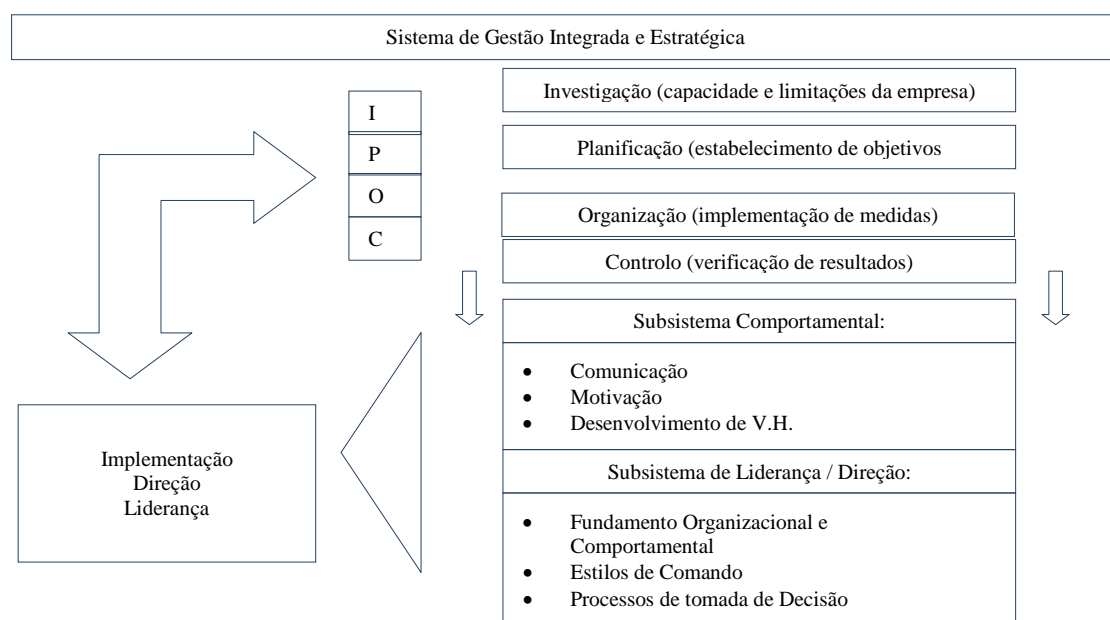 Sistema de Gestão Integrada e Estratégica
I
P
O
C
Investigação (capacidade e limitações da empresa)
Planificação (estabelecimento de objetivos
Organização (implementação de medidas)
Controlo (verificação de resultados)
Subsistema Comportamental:
• Comunicação
• Motivação
• Desenvolvimento de V.H.
Subsistema de Liderança / Direção:
• Fundamento Organizacional e
Comportamental
• Estilos de Comando
• Processos de tomada de Decisão
Implementação
Direção
Liderança